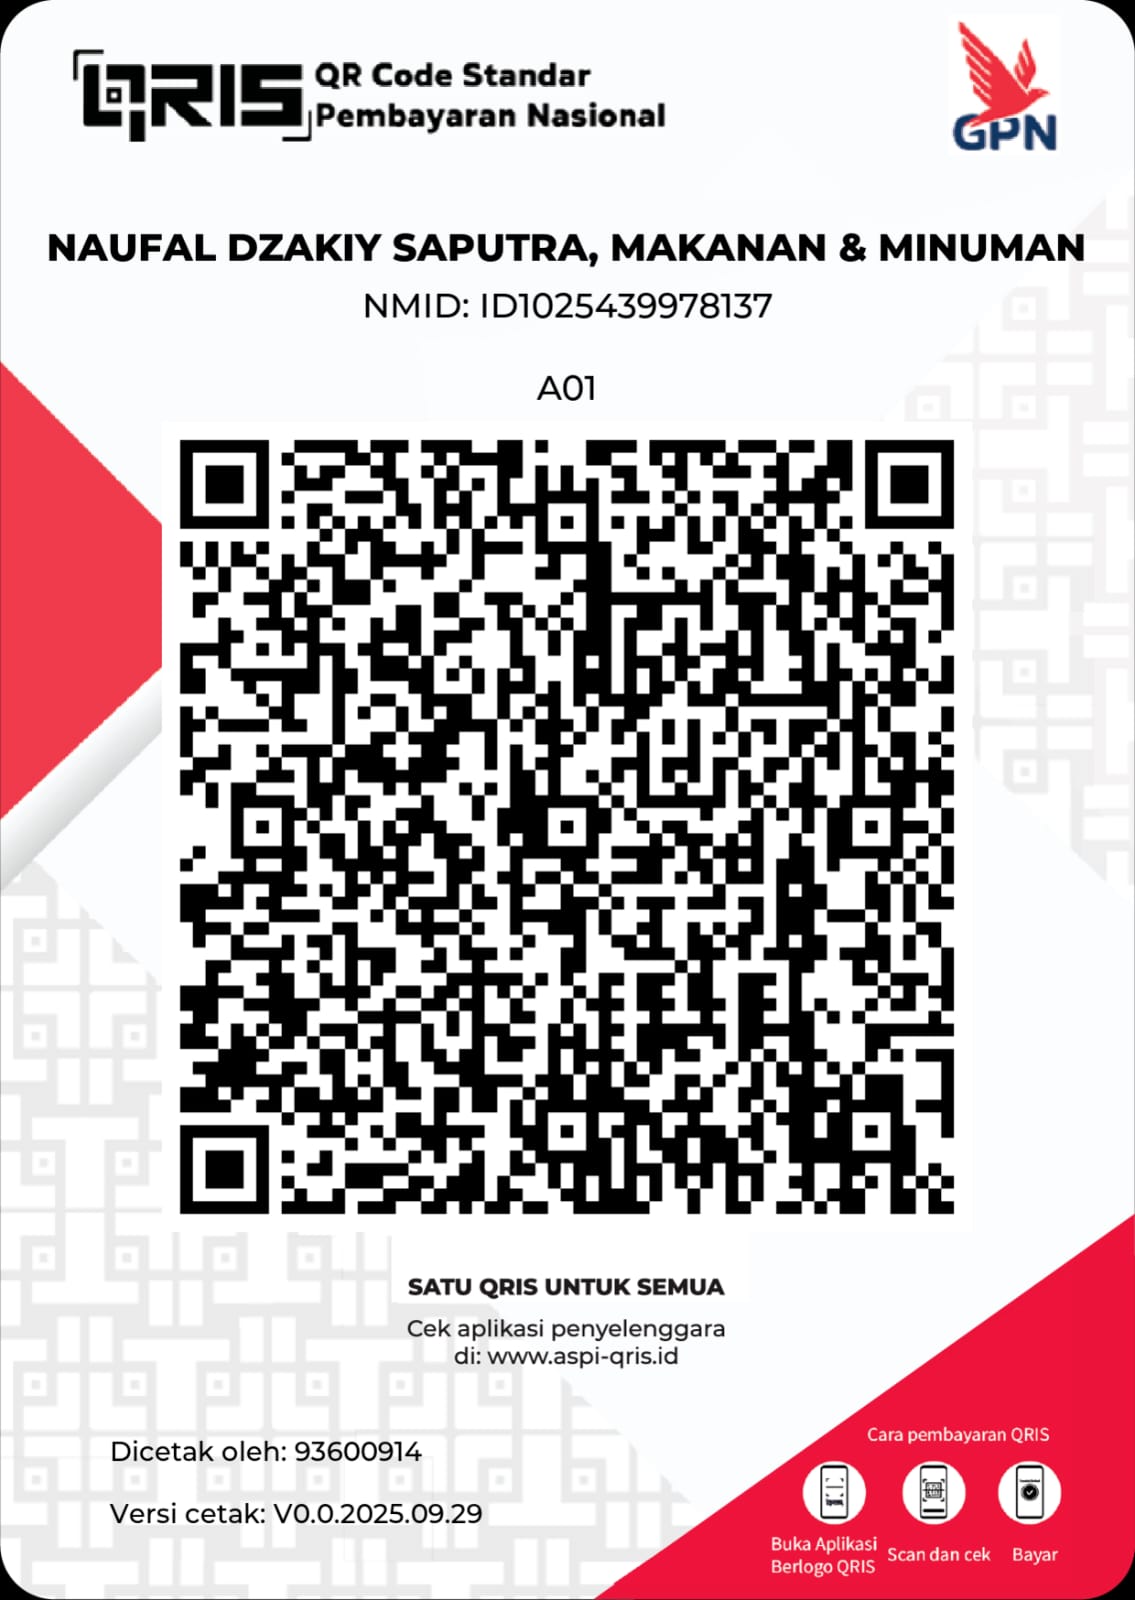 QRIS
QR Code Standar
Pembayaran Nasional
GPN
NAUFAL DZAKIY SAPUTRA, MAKANAN & MINUMAN
NMID: ID1025439978137
A01
SATU QRIS UNTUK SEMUA
Cek aplikasi penyelenggara
di: www.aspi-qris.id
Dicetak oleh: 93600914
Versi cetak: V0.0.2025.09.29
Cara pembayaran QRIS
Buka Aplikasi
Berlogo QRIS
Scan dan cek
Bayar